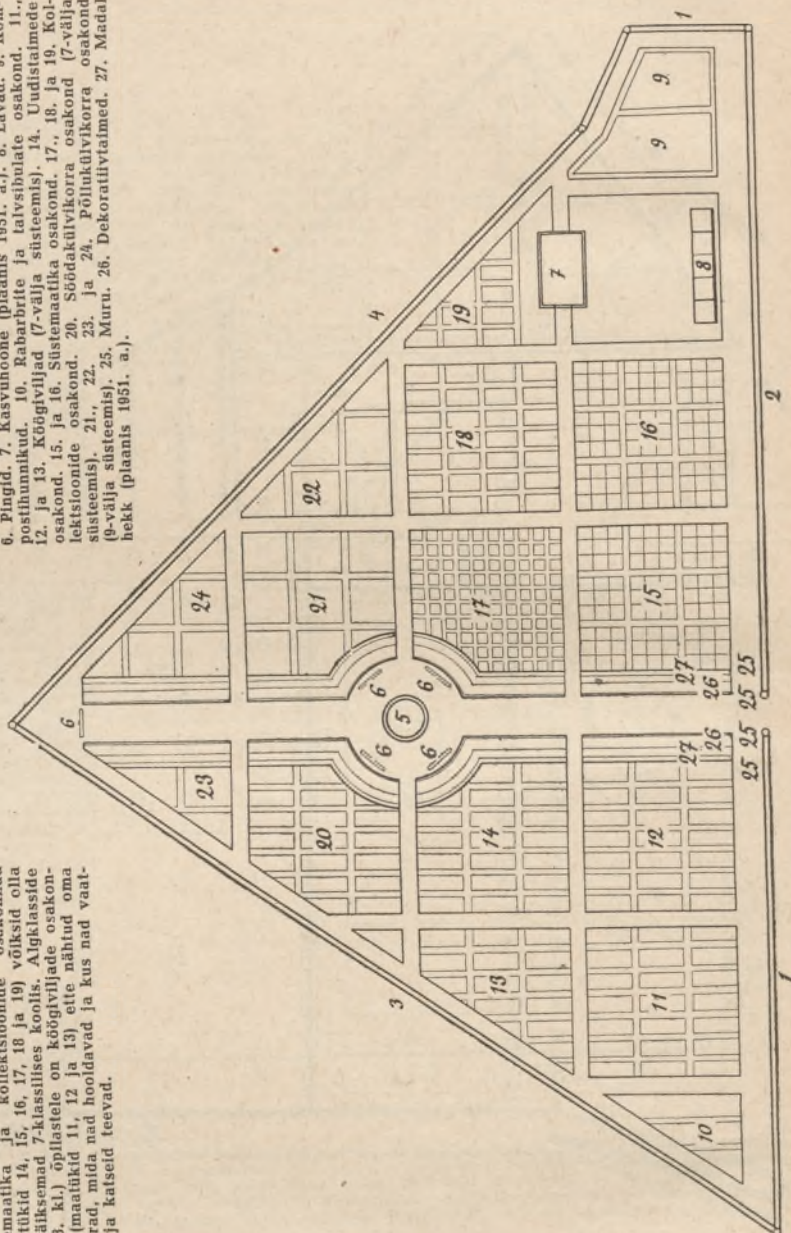 6. Pingid. 7. Kasvuhoone (plaanis 1951. a.). 8. Lavad. 9. Kom-
postihunnikud. 10. Rabarbrite ja talvsibulate osakond. 11.,
12. ja 13. Köögiviljad (7-välja süsteemis). 14. Uudistaimede
osakond. 15. ja 16. Süstemaatika osakond. 17., 18. ja 19. Kol-
lektsioonide osakond. 20. Söödakülvikorra osakond (7-välja
süsteemis). 21., 22. 23. ja 24. Põllukülvikorra osakond
(9-välja süsteemis). 25. Muru. 26. Dekoratiivtaimed. 27. Madal
hekk (plaanis 1951. a.).
emaatika ja kollektsioonide osakonnad
tükid 14, 15, 16, 17, 18 ja 19) võiksid olla
äiksemad 7-klassilises koolis. Algklasside
3. kl.) õpilastele on köögiviljade osakon-
(maatükid 11, 12 ja 13) ette nähtud oma
rad, mida nad hooldavad ja kus nad vaat-
ja katseid teevad.
1
9
9
4
7
8
19
18
16
2
22
24
21
17
15
6
6
6
5
6
6
27
26
25
25
27
26
25
25
23
20
14
12
3
13
11
10
1